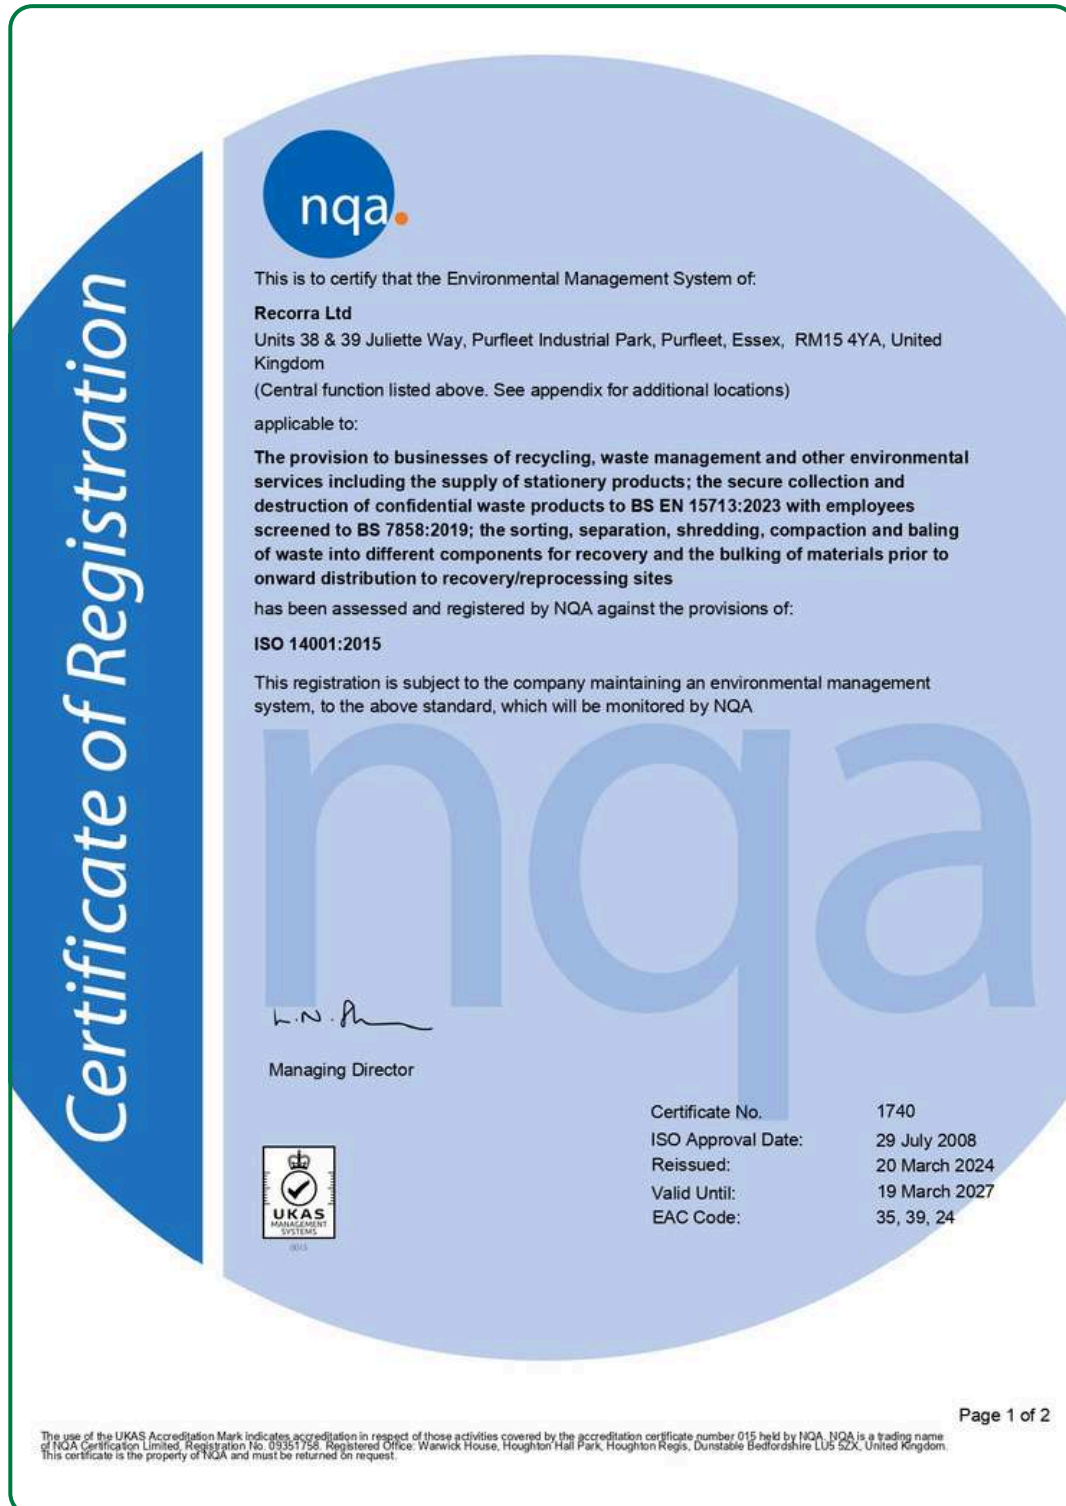 Certificate of Registration
nqa.
This is to certify that the Environmental Management System of:
Recorra Ltd
Units 38 & 39 Juliette Way, Purfleet Industrial Park, Purfleet, Essex, RM15 4YA, United
Kingdom
(Central function listed above. See appendix for additional locations)
applicable to:
The provision to businesses of recycling, waste management and other environmental
services including the supply of stationery products; the secure collection and
destruction of confidential waste products to BS EN 15713:2023 with employees
screened to BS 7858:2019; the sorting, separation, shredding, compaction and baling
of waste into different components for recovery and the bulking of materials prior to
onward distribution to recovery/reprocessing sites
has been assessed and registered by NQA against the provisions of:
ISO 14001:2015
This registration is subject to the company maintaining an environmental management
system, to the above standard, which will be monitored by NQA
nqa
Managing Director
Certificate No. 1740
ISO Approval Date: 29 July 2008
Reissued: 20 March 2024
Valid Until: 19 March 2027
EAC Code: 35, 39, 24
UKAS
MANAGEMENT
SYSTEMS
Page 1 of 2
The use of the UKAS Accreditation Mark indicates accreditation in respect of those activities covered by the accreditation certificate number 015 held by NQA. NQA is a trading name
of NQA Certification Limited, Registration No. 09351758. Registered Office: Warwick House, Houghton Hall Park, Houghton Regis, Dunstable Bedfordshire LU5 5ZX, United Kingdom.
This certificate is the property of NQA and must be returned on request.